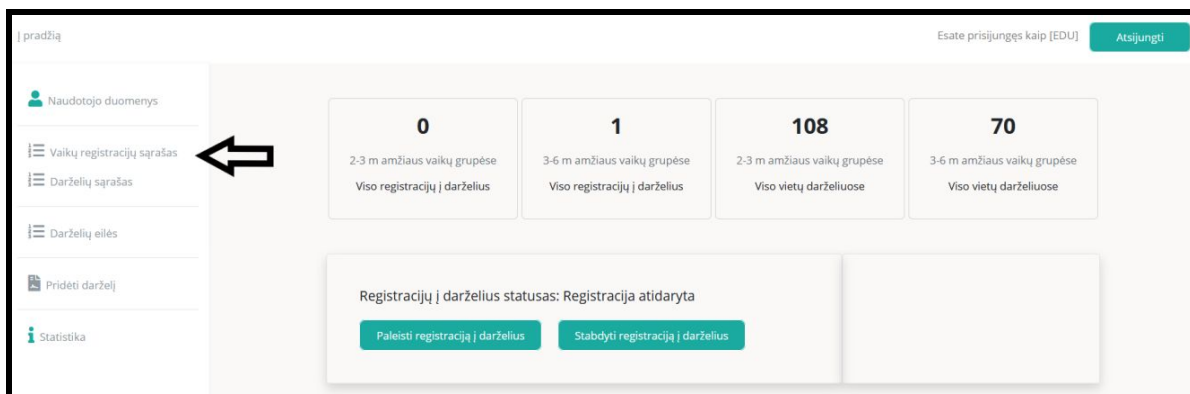 Į pradžią
Esate prisijungęs kaip [EDU]
Atsijungti
Naudotojo duomenys
Vaikų registracijų sąrašas
Darželių sąrašas
Darželių eilės
Pridėti darželį
Statistika
0
2-3 m amžiaus vaikų grupėse
Viso registracijų į darželius
1
3-6 m amžiaus vaikų grupėse
Viso registracijų į darželius
108
2-3 m amžiaus vaikų grupėse
Viso vietų darželiuose
70
3-6 m amžiaus vaikų grupėse
Viso vietų darželiuose
Registracijų į darželius statusas: Registracija atidaryta
Paleisti registraciją į darželius
Stabdyti registraciją į darželius